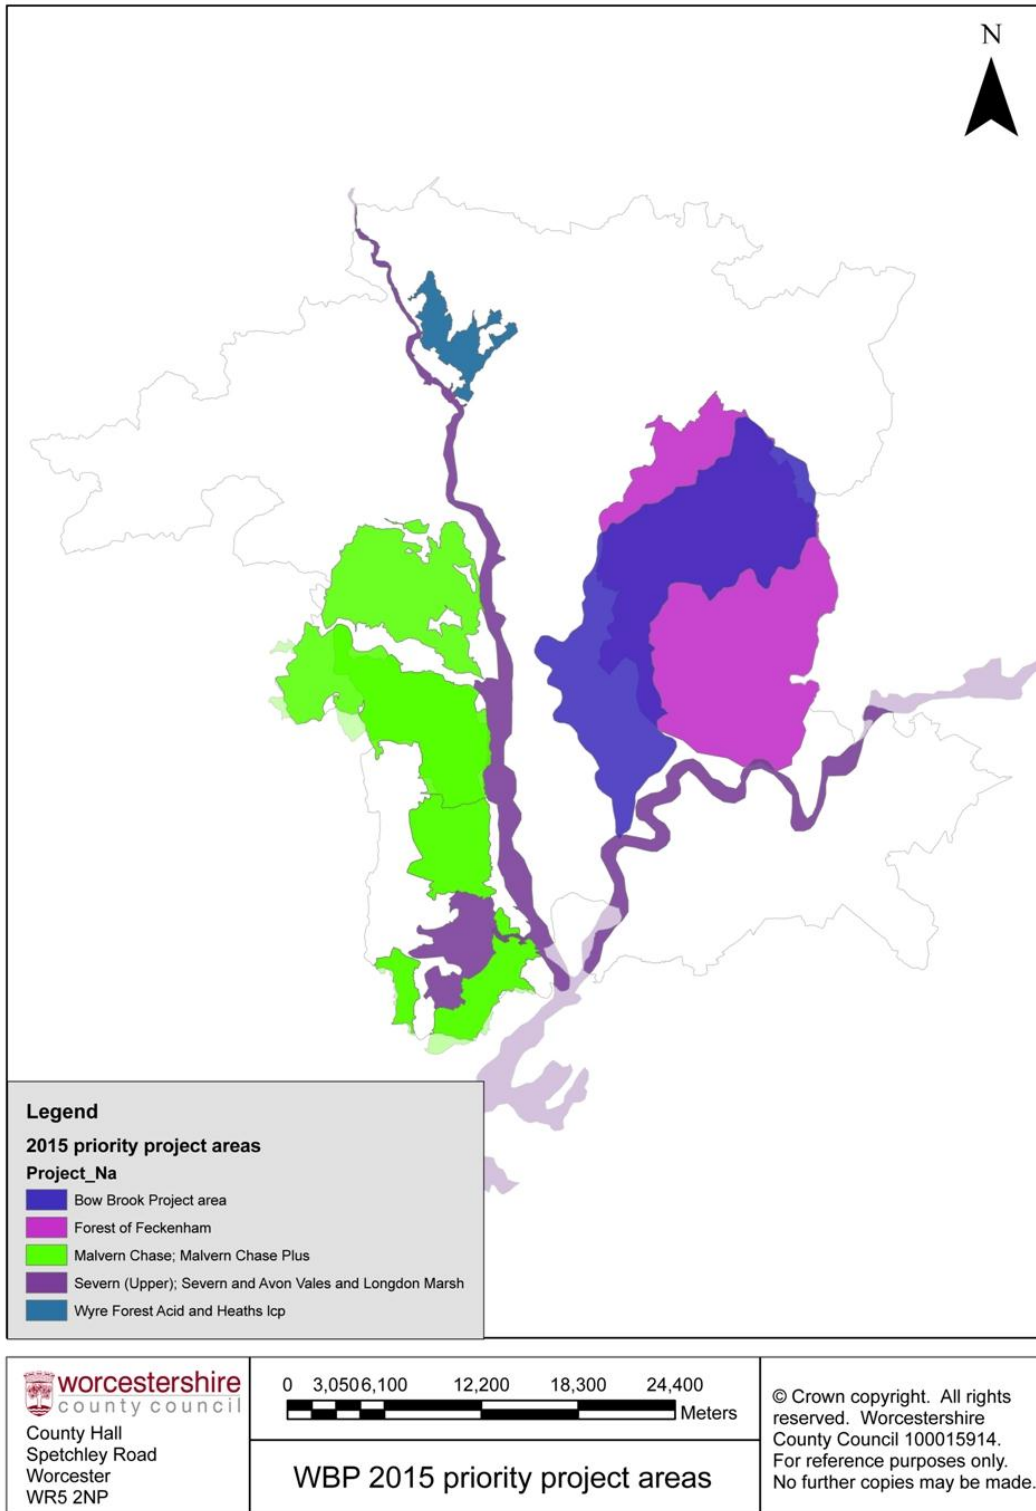 N
Legend
2015 priority project areas
Project_Na
Bow Brook Project area
Forest of Feckenham
Malvern Chase; Malvern Chase Plus
Severn (Upper); Severn and Avon Vales and Longdon Marsh
Wyre Forest Acid and Heaths lcp
worcestershire
county council
County Hall
Spetchley Road
Worcester
WR5 2NP
0 3,050 6,100 12,200 18,300 24,400
Meters
WBP 2015 priority project areas
© Crown copyright. All rights
reserved. Worcestershire
County Council 100015914.
For reference purposes only.
No further copies may be made.